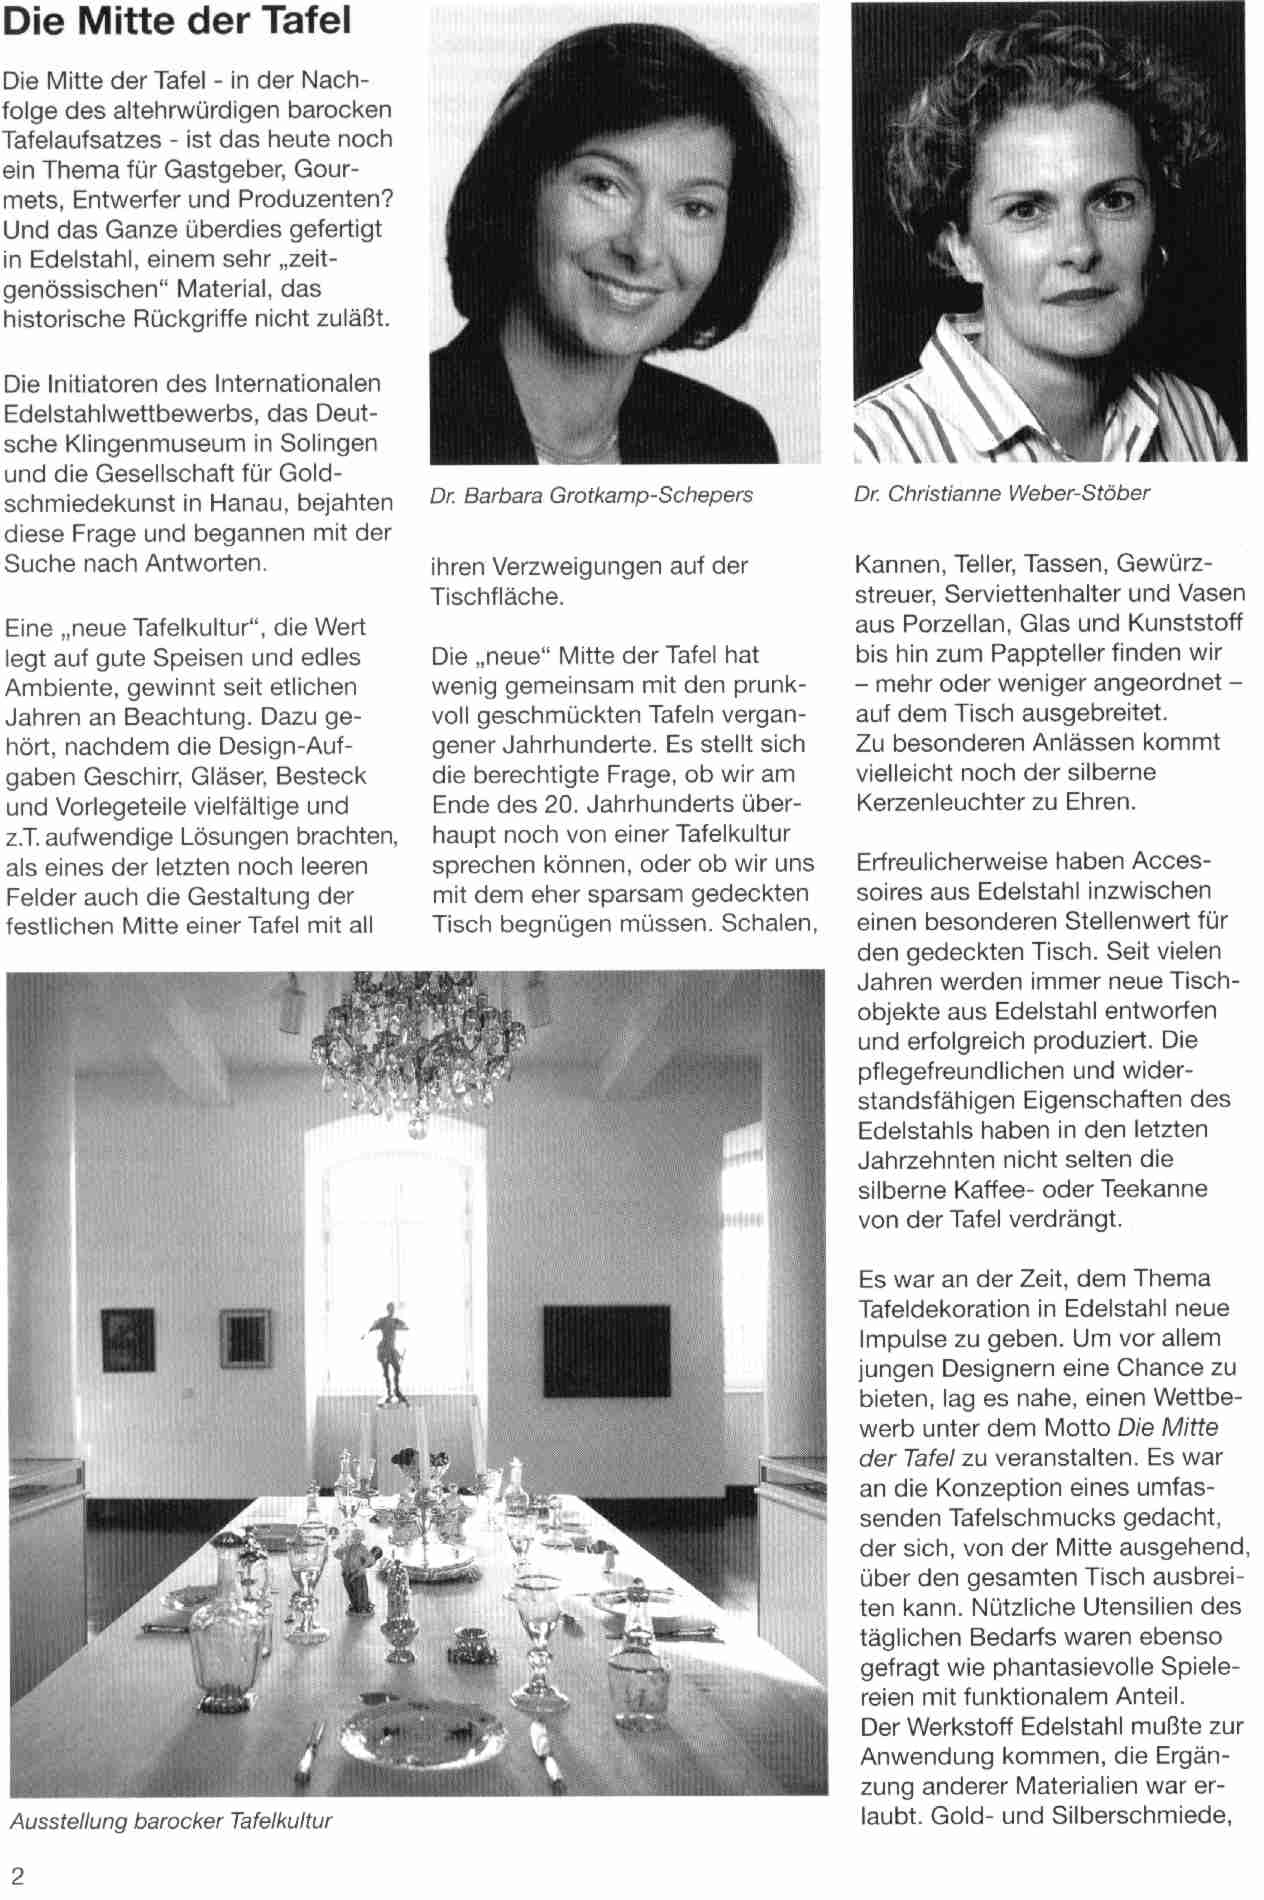 Die Mitte der Tafel
Die Mitte der Tafel - in der Nach-
folge des altehrwürdigen barocken
Tafelaufsatzes - ist das heute noch
ein Thema für Gastgeber, Gour-
mets, Entwerfer und Produzenten?
Und das Ganze überdies gefertigt
in Edelstahl, einem sehr „zeit-
genössischen“ Material, das
historische Rückgriffe nicht zuläßt.
Die Initiatoren des Internationalen
Edelstahlwettbewerbs, das Deut-
sche Klingenmuseum in Solingen
und die Gesellschaft für Gold-
schmiedekunst in Hanau, bejahten
diese Frage und begannen mit der
Suche nach Antworten.
Eine „neue Tafelkultur“, die Wert
legt auf gute Speisen und edles
Ambiente, gewinnt seit etlichen
Jahren an Beachtung. Dazu ge-
hört, nachdem die Design-Auf-
gaben Geschirr, Gläser, Besteck
und Vorlegeteile vielfältige und
z.T. aufwendige Lösungen brachten,
als eines der letzten noch leeren
Felder auch die Gestaltung der
festlichen Mitte einer Tafel mit all
Dr. Barbara Grotkamp-Schepers
ihren Verzweigungen auf der
Tischfläche.
Die „neue“ Mitte der Tafel hat
wenig gemeinsam mit den prunk-
voll geschmückten Tafeln vergan-
gener Jahrhunderte. Es stellt sich
die berechtigte Frage, ob wir am
Ende des 20. Jahrhunderts über-
haupt noch von einer Tafelkultur
sprechen können, oder ob wir uns
mit dem eher sparsam gedeckten
Tisch begnügen müssen. Schalen,
Dr. Christianne Weber-Stöber
Kannen, Teller, Tassen, Gewürz-
streuer, Serviettenhalter und Vasen
aus Porzellan, Glas und Kunststoff
bis hin zum Pappteller finden wir
– mehr oder weniger angeordnet –
auf dem Tisch ausgebreitet.
Zu besonderen Anlässen kommt
vielleicht noch der silberne
Kerzenleuchter zu Ehren.
Erfreulicherweise haben Acces-
soires aus Edelstahl inzwischen
einen besonderen Stellenwert für
den gedeckten Tisch. Seit vielen
Jahren werden immer neue Tisch-
objekte aus Edelstahl entworfen
und erfolgreich produziert. Die
pflegefreundlichen und wider-
standsfähigen Eigenschaften des
Edelstahls haben in den letzten
Jahrzehnten nicht selten die
silberne Kaffee- oder Teekanne
von der Tafel verdrängt.
Es war an der Zeit, dem Thema
Tafeldekoration in Edelstahl neue
Impulse zu geben. Um vor allem
jungen Designern eine Chance zu
bieten, lag es nahe, einen Wettbe-
werb unter dem Motto Die Mitte
der Tafel zu veranstalten. Es war
an die Konzeption eines umfas-
senden Tafelschmucks gedacht,
der sich, von der Mitte ausgehend,
über den gesamten Tisch ausbrei-
ten kann. Nützliche Utensilien des
täglichen Bedarfs waren ebenso
gefragt wie phantasievolle Spiele-
reien mit funktionalem Anteil.
Der Werkstoff Edelstahl mußte zur
Anwendung kommen, die Ergän-
zung anderer Materialien war er-
laubt. Gold- und Silberschmiede,
Ausstellung barocker Tafelkultur
2